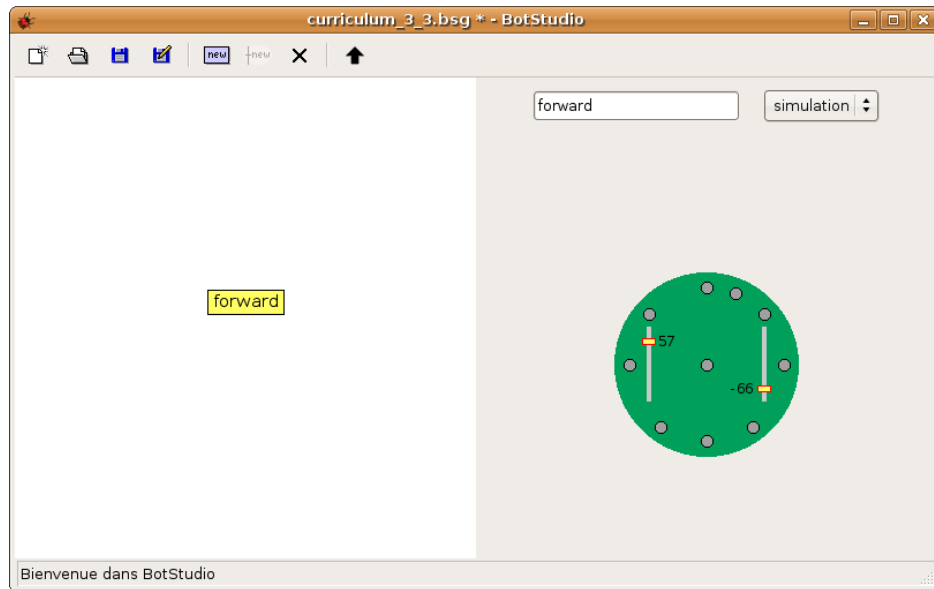 curriculum_3_3.bsg * - BotStudio
new new
forward simulation
forward
57
-66
Bienvenue dans BotStudio